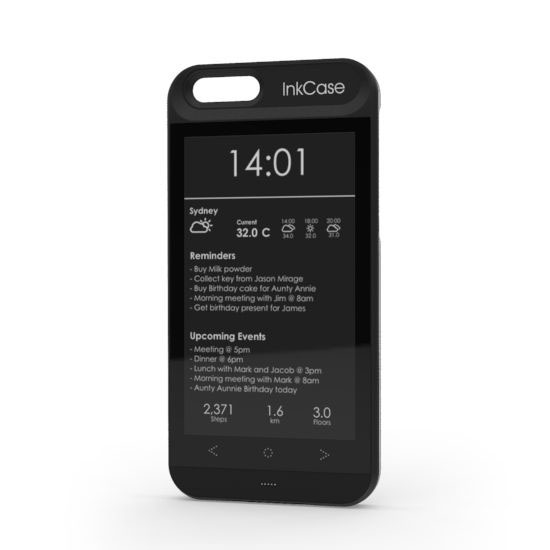 InkCase
14:01
Sydney
Current
32.0 C
14:00 18:00 20:00
34.0 32.0 31.0
Reminders
- Buy Milk powder
- Collect key from Jason Mirage
- Buy Birthday cake for Aunty Annie
- Morning meeting with Jim @ 8am
- Get birthday present for James
Upcoming Events
- Meeting @ 5pm
- Dinner @ 6pm
- Lunch with Mark and Jacob @ 3pm
- Morning meeting with Mark @ 8am
- Aunty Aunnie Birthday today
2,371 1.6 3.0
Steps km Floors